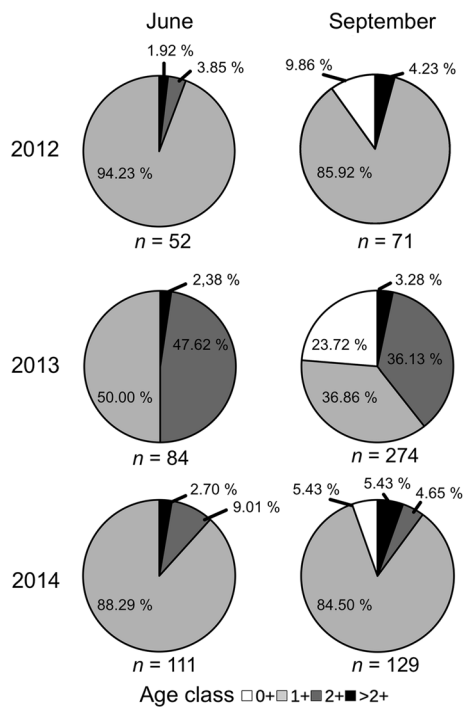 June
September
1.92 %
3.85 %
9.86 %
4.23 %
2012
94.23 %
85.92 %
n = 52
n = 71
2,38 %
3.28 %
2013
47.62 %
23.72 %
36.13 %
50.00 %
36.86 %
n = 84
n = 274
2.70 %
9.01 %
5.43 %
5.43 %
4.65 %
2014
88.29 %
84.50 %
n = 111
n = 129
Age class 0+ 1+ 2+ >2+